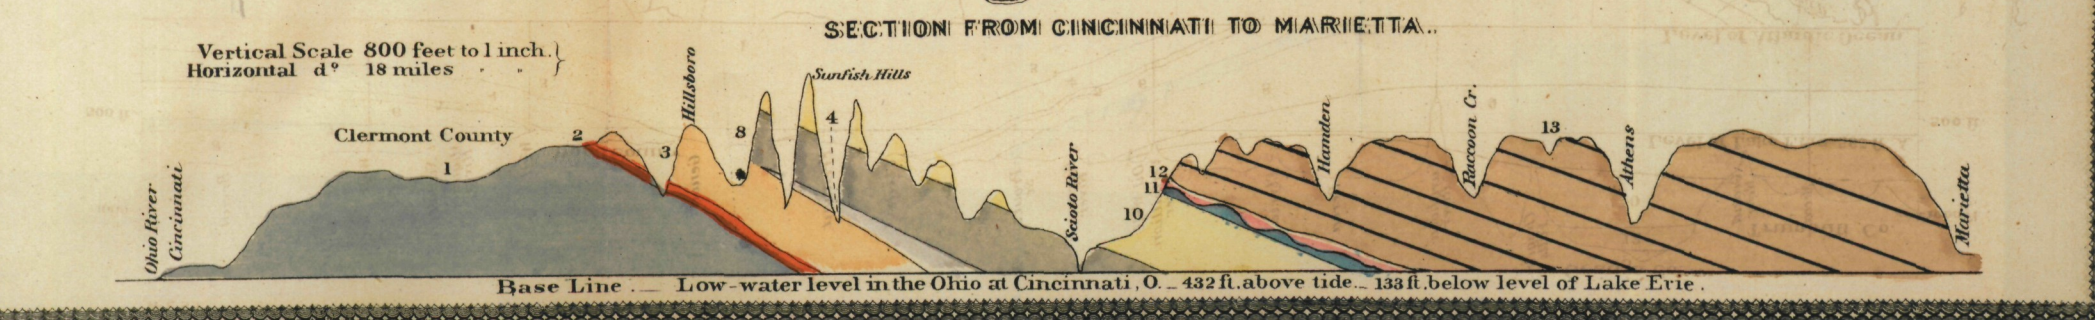 SECTION FROM CINCINNATI TO MARIETTA.
Vertical Scale 800 feet to 1 inch.
Horizontal do 18 miles " "
Ohio River
Cincinnati
Clermont County
1
2
3
Hillsboro
8
Sunfish Hills
4
Scioto River
10
11
12
Hamden
Raccoon Cr.
13
Athens
Marietta
Base Line. — Low-water level in the Ohio at Cincinnati, O. — 432 ft. above tide. — 133 ft. below level of Lake Erie.